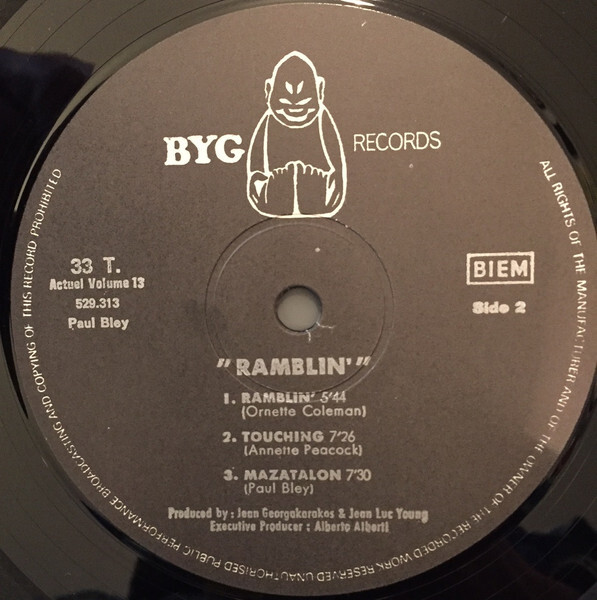 BYG RECORDS
33 T.
Actuel Volume 13
529.313
Paul Bley
BIEM
Side 2
"RAMBLIN'"
1. RAMBLIN' 5'44
(Ornette Coleman)
2. TOUCHING 7'26
(Annette Peacock)
3. MAZATALON 7'30
(Paul Bley)
Produced by : Jean Georgakarakos & Jean Luc Young
Executive Producer : Alberto Alberti
ALL RIGHTS OF THE MANUFACTURER AND OF THE OWNER OF THE RECORDED WORK RESERVED UNAUTHORISED PUBLIC PERFORMANCE BROADCASTING AND COPYING OF THIS RECORD PROHIBITED